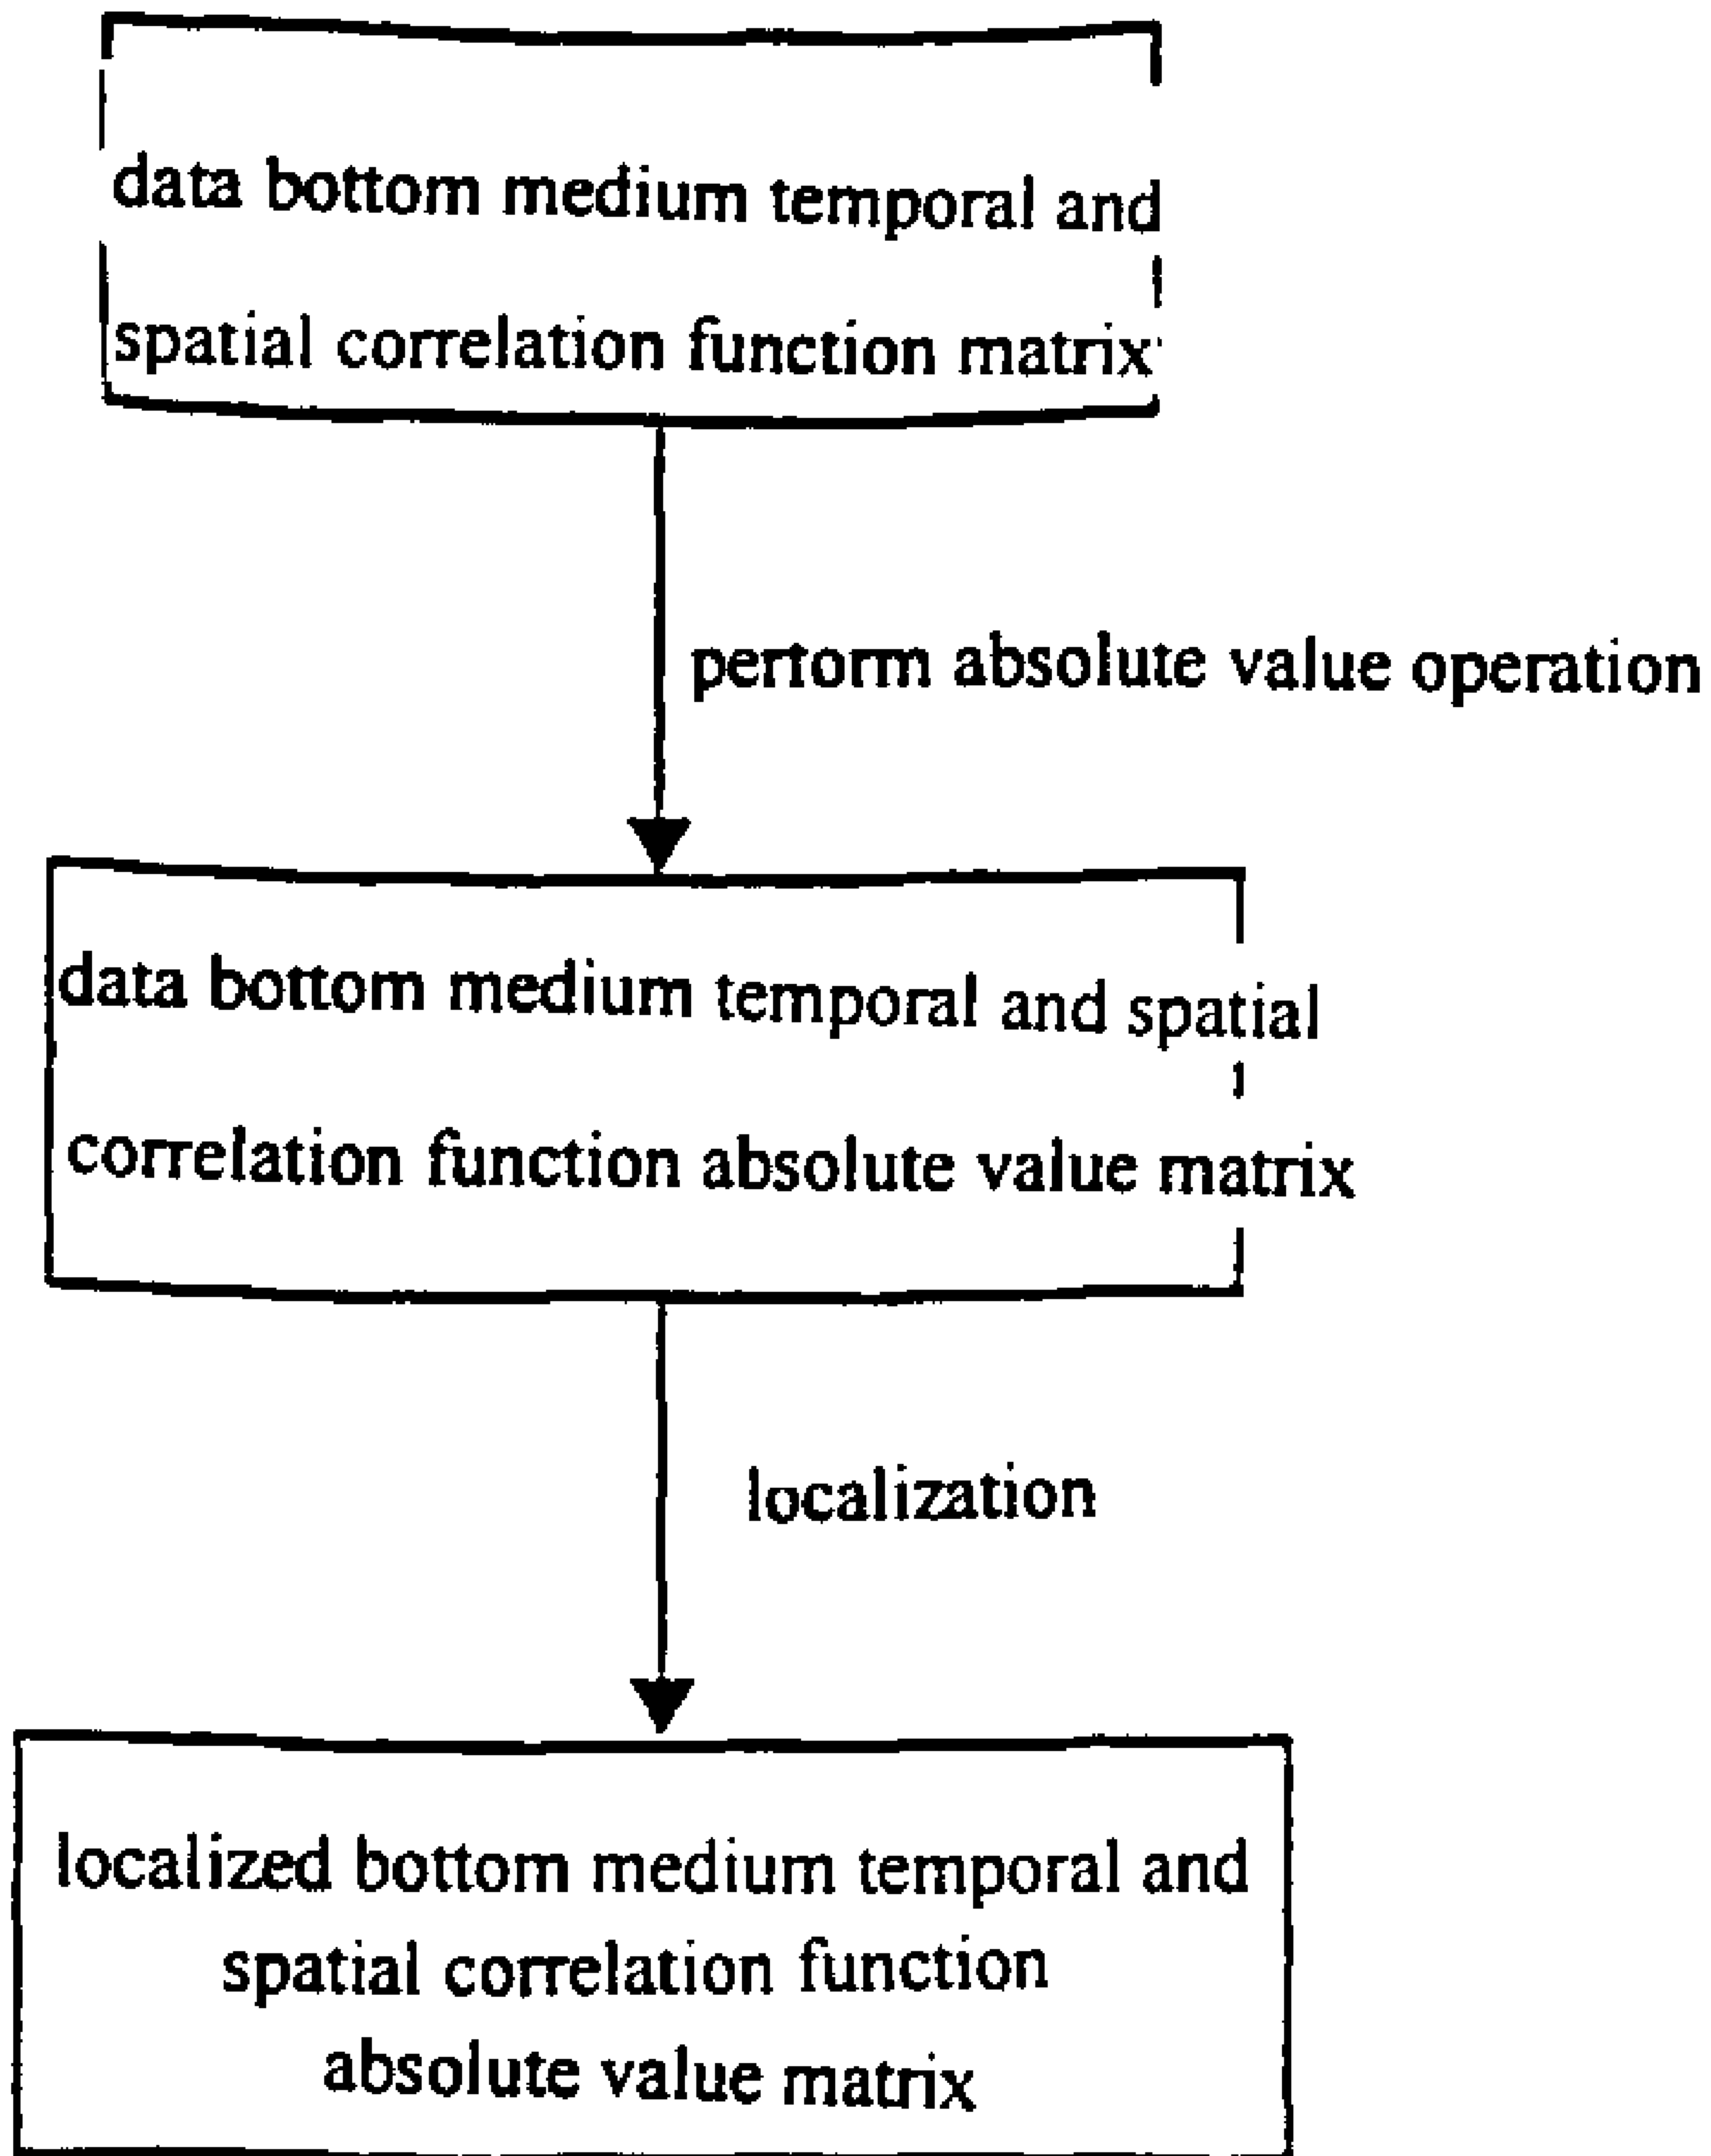 data bottom medium temporal and
spatial correlation function matrix
perform absolute value operation
data bottom medium temporal and spatial
correlation function absolute value matrix
localization
localized bottom medium temporal and
spatial correlation function
absolute value matrix